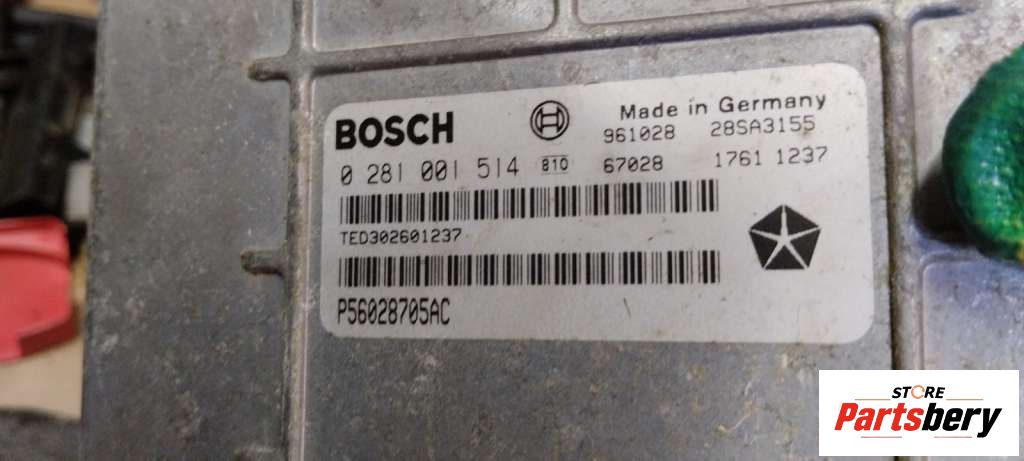 BOSCH
Made in Germany
961028 28SA3155
0 281 001 514 810 67028 1761 1237
TED302601237
P56028705AC
STORE
Partsbery